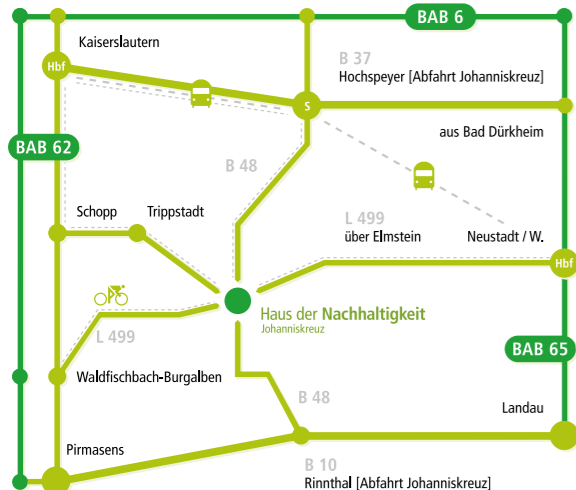 BAB 6
Kaiserslautern
Hbf
B 37
Hochspeyer [Abfahrt Johanniskreuz]
S
aus Bad Dürkheim
BAB 62
B 48
Schopp
Trippstadt
L 499
über Elmstein
Neustadt / W.
Hbf
Haus der Nachhaltigkeit
Johanniskreuz
L 499
BAB 65
Waldfischbach-Burgalben
B 48
Landau
Pirmasens
B 10
Rinnthal [Abfahrt Johanniskreuz]